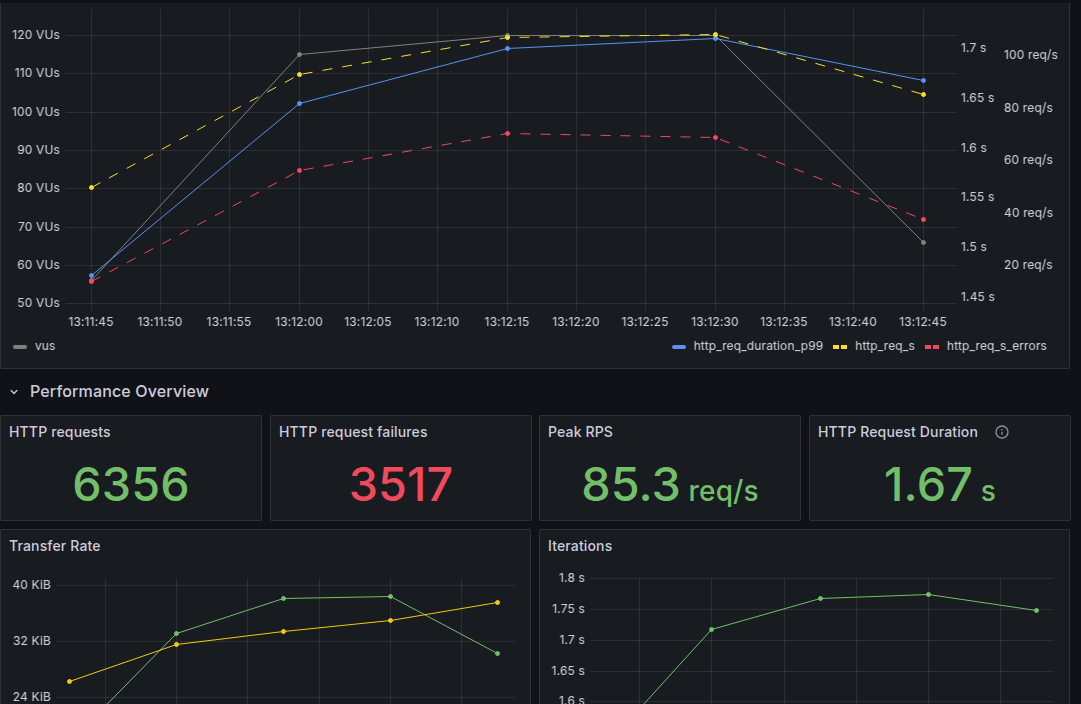 120 VUs
110 VUs
100 VUs
90 VUs
80 VUs
70 VUs
60 VUs
50 VUs
1.7 s
1.65 s
1.6 s
1.55 s
1.5 s
1.45 s
100 req/s
80 req/s
60 req/s
40 req/s
20 req/s
13:11:45 13:11:50 13:11:55 13:12:00 13:12:05 13:12:10 13:12:15 13:12:20 13:12:25 13:12:30 13:12:35 13:12:40 13:12:45
vus http_req_duration_p99 http_req_s http_req_s_errors
Performance Overview
HTTP requests
6356
HTTP request failures
3517
Peak RPS
85.3 req/s
HTTP Request Duration
1.67 s
Transfer Rate
40 KiB
32 KiB
24 KiB
Iterations
1.8 s
1.75 s
1.7 s
1.65 s
1.6 s